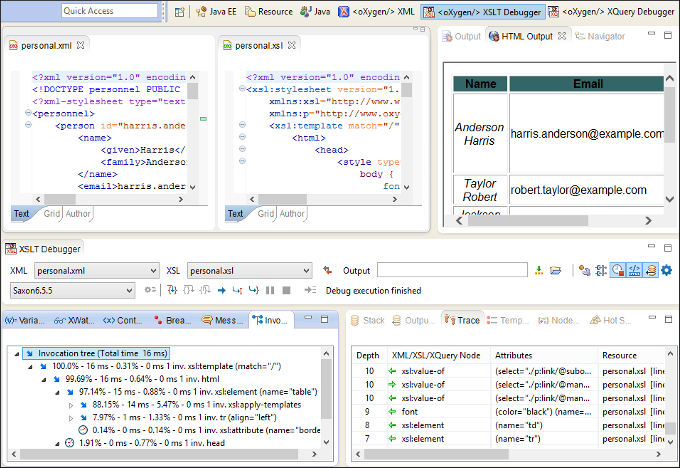 Quick Access
Java EE
Resource
Java
<oXygen/> XML
<oXygen/> XSLT Debugger
<oXygen/> XQuery Debugger
personal.xml
<?xml version="1.0" encodin
<!DOCTYPE personnel PUBLIC
<?xml-stylesheet type="text
<personnel>
<person id="harris.ande
<name>
<given>Harris</
<family>Anderso
</name>
<email>harris.ander
Text
Grid
Author
personal.xsl
<?xml version="1.0" encodin
<xsl:stylesheet version="1.
xmlns:xsl="http://www.w
xmlns:p="http://www.oxy
<xsl:template match="/"
<html>
<head>
<style type
body {
fon
Text
Grid
Author
Output
HTML Output
Navigator
Name
Email
Anderson
Harris
harris.anderson@example.com
Taylor
Robert
robert.taylor@example.com
Jackson
XSLT Debugger
XML
personal.xml
XSL
personal.xsl
Output
Saxon6.5.5
Debug execution finished
(v)= Varia...
XWat...
<x> Cont...
Brea...
Mess...
Invo...
Invocation tree (Total time 16 ms)
100.0% - 16 ms - 0.31% - 0 ms 1 inv. xsl:template (match="/")
99.69% - 16 ms - 0.64% - 0 ms 1 inv. html
97.14% - 15 ms - 0.88% - 0 ms 1 inv. xsl:element (name="table")
88.15% - 14 ms - 5.47% - 0 ms 1 inv. xsl:apply-templates
7.97% - 1 ms - 1.33% - 0 ms 1 inv. tr (align="left")
0.14% - 0 ms - 0.14% - 0 ms 1 inv. xsl:attribute (name="borde
1.91% - 0 ms - 0.77% - 0 ms 1 inv. head
Stack
Outpu...
Trace
Temp...
Node...
Hot S...
Depth
XML/XSL/XQuery Node
Attributes
Resource
10 xsl:value-of (select="./p:link/@subo... personal.xsl [line
10 xsl:value-of (select="./p:link/@man... personal.xsl [line
10 xsl:value-of (select="./p:link/@man... personal.xsl [line
9 font (color="black") (name=... personal.xsl [line
8 xsl:element (name="td") personal.xsl [line
7 xsl:element (name="tr") personal.xsl [line